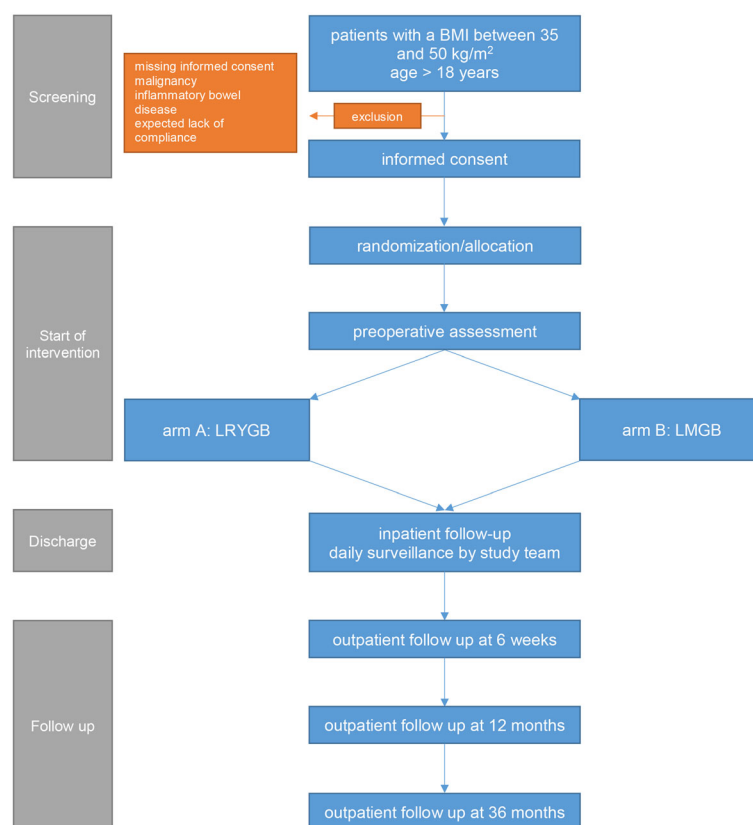 patients with a BMI between 35
and 50 kg/m²
age > 18 years
missing informed consent
malignancy
inflammatory bowel
disease
expected lack of
compliance
Screening
exclusion
informed consent
randomization/allocation
Start of
intervention
preoperative assessment
arm A: LRYGB
arm B: LMGB
Discharge
inpatient follow-up
daily surveillance by study team
outpatient follow up at 6 weeks
Follow up
outpatient follow up at 12 months
outpatient follow up at 36 months